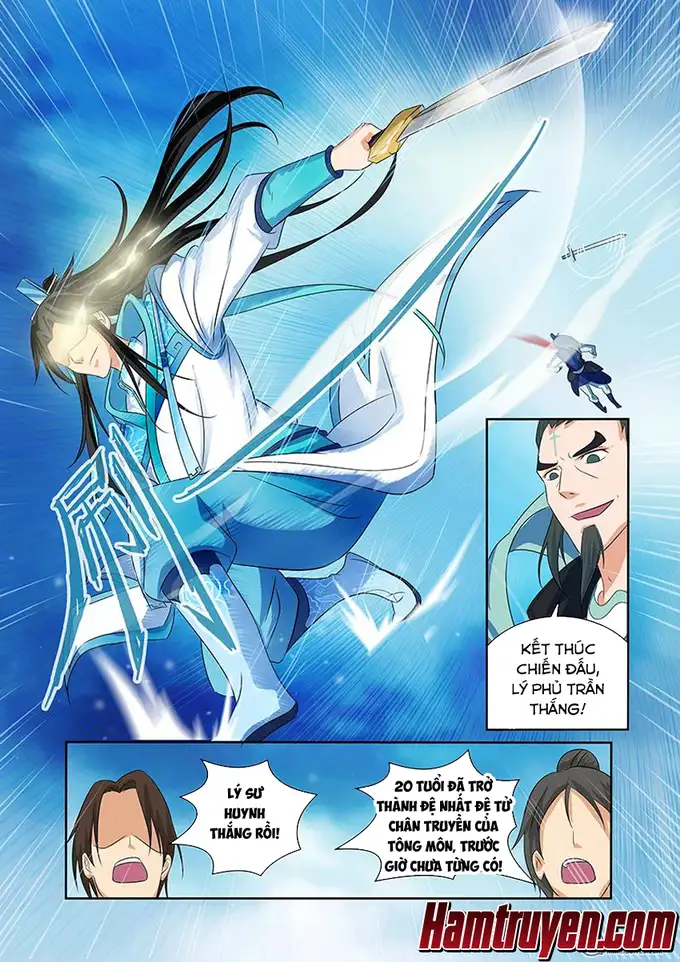 刷
KẾT THÚC
CHIẾN ĐẤU,
LÝ PHỦ TRẦN
THẮNG!
LÝ SƯ
HUYNH
THẮNG RỒI!
20 TUỔI ĐÃ TRỞ
THÀNH ĐỆ NHẤT ĐỆ TỬ
CHÂN TRUYỀN CỦA
TÔNG MÔN, TRƯỚC
GIỜ CHƯA TỪNG CÓ!
Hamtruyen.com